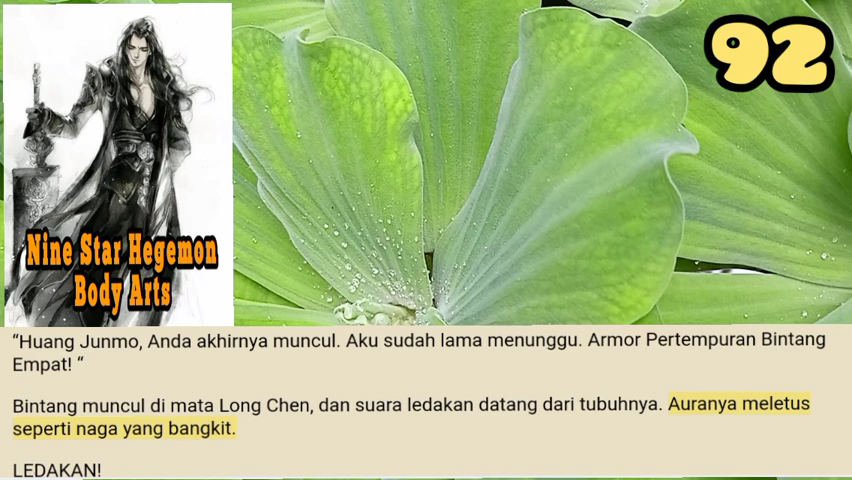 92
Nine Star Hegemon
Body Arts
“Huang Junmo, Anda akhirnya muncul. Aku sudah lama menunggu. Armor Pertempuran Bintang
Empat! “
Bintang muncul di mata Long Chen, dan suara ledakan datang dari tubuhnya. Auranya meletus
seperti naga yang bangkit.
LEDAKAN!